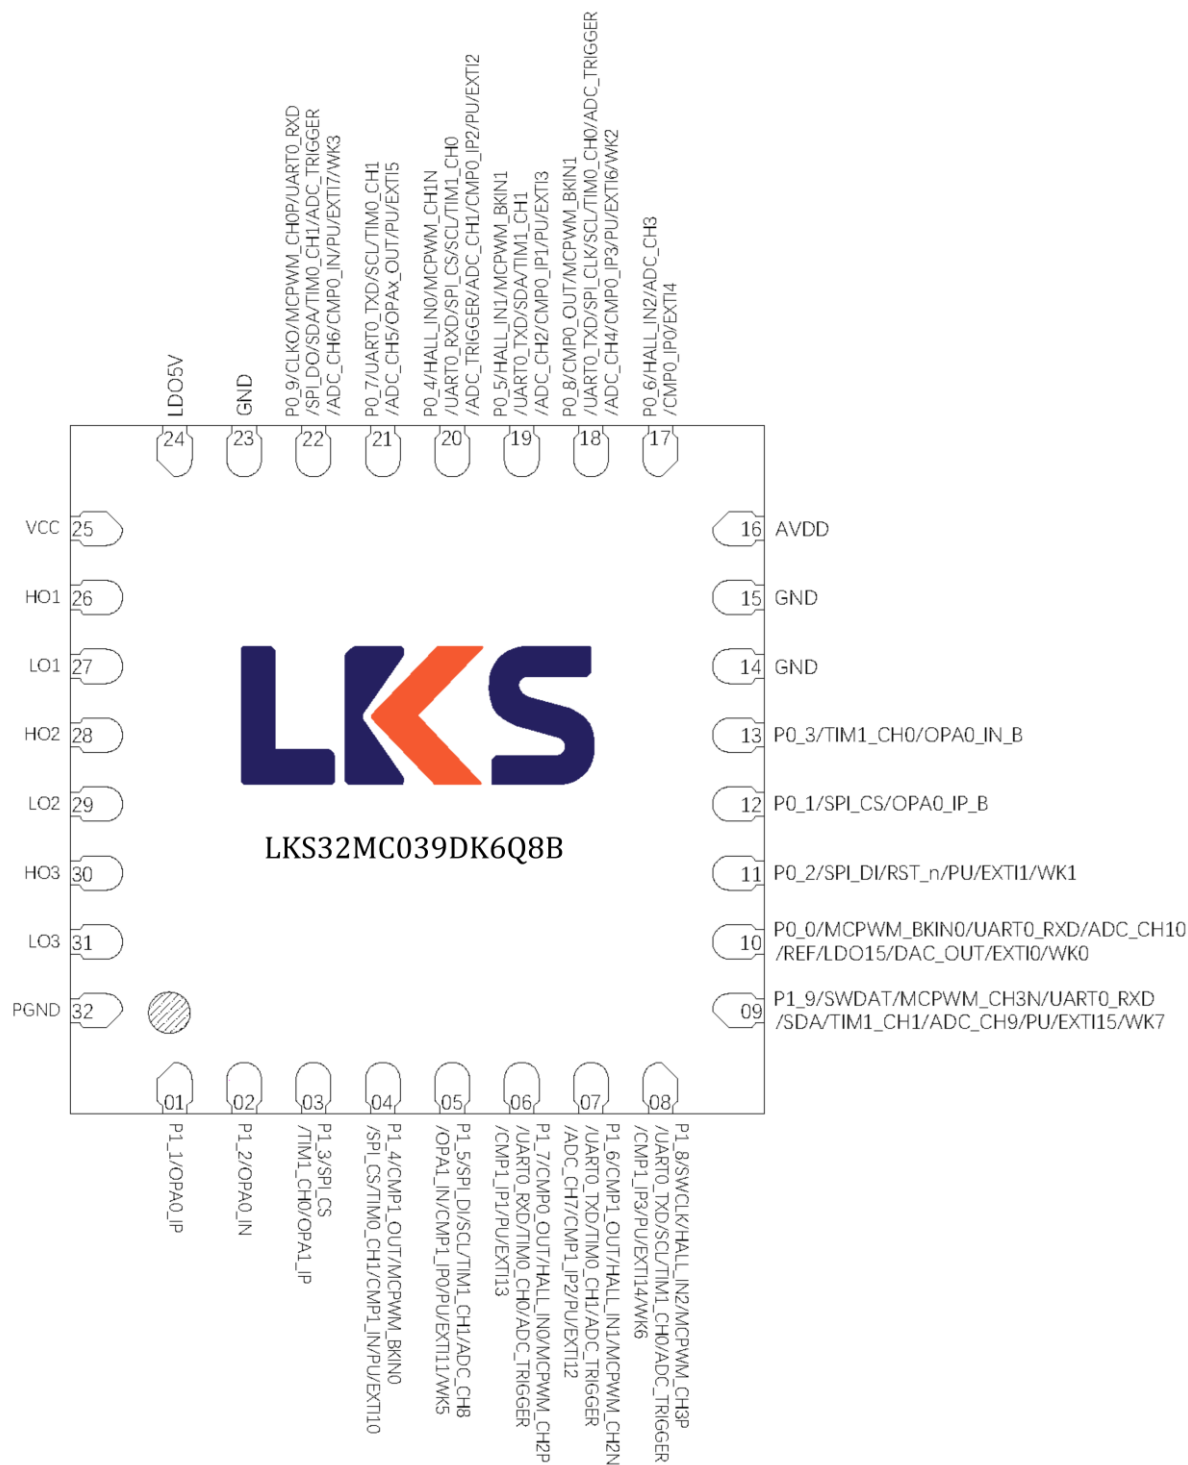 P0_9/CLKO/MCPWM_CH0P/UART0_RXD
/SPI_DO/SDA/TIM0_CH1/ADC_TRIGGER
/ADC_CH6/CMP0_IN/PU/EXTI7/WK3
P0_7/UART0_TXD/SCL/TIM0_CH1
/ADC_CH5/OPAx_OUT/PU/EXTI5
P0_4/HALL_IN0/MCPWM_CH1N
/UART0_RXD/SPI_CS/SCL/TIM1_CH0
/ADC_TRIGGER/ADC_CH1/CMP0_IP2/PU/EXTI2
P0_5/HALL_IN1/MCPWM_BKIN1
/UART0_TXD/SDA/TIM1_CH1
/ADC_CH2/CMP0_IP1/PU/EXTI3
P0_8/CMP0_OUT/MCPWM_BKIN1
/UART0_TXD/SPI_CLK/SCL/TIM0_CH0/ADC_TRIGGER
/ADC_CH4/CMP0_IP3/PU/EXTI6/WK2
P0_6/HALL_IN2/ADC_CH3
/CMP0_IP0/EXTI4
LDO5V
GND
24
23
22
21
20
19
18
17
VCC 25
HO1 26
LO1 27
HO2 28
LO2 29
HO3 30
LO3 31
PGND 32
LKS
LKS32MC039DK6Q8B
16 AVDD
15 GND
14 GND
13 P0_3/TIM1_CH0/OPA0_IN_B
12 P0_1/SPI_CS/OPA0_IP_B
11 P0_2/SPI_DI/RST_n/PU/EXTI1/WK1
10 P0_0/MCPWM_BKIN0/UART0_RXD/ADC_CH10
/REF/LDO15/DAC_OUT/EXTI0/WK0
09 P1_9/SWDAT/MCPWM_CH3N/UART0_RXD
/SDA/TIM1_CH1/ADC_CH9/PU/EXTI15/WK7
01
02
03
04
05
06
07
08
P1_1/OPA0_IP
P1_2/OPA0_IN
P1_3/SPI_CS
/TIM1_CH0/OPA1_IP
P1_4/CMP1_OUT/MCPWM_BKIN0
/SPI_CS/TIM0_CH1/CMP1_IN/PU/EXTI10
P1_5/SPI_DI/SCL/TIM1_CH1/ADC_CH8
/OPA1_IN/CMP1_IP0/PU/EXTI11/WK5
P1_7/CMP0_OUT/HALL_IN0/MCPWM_CH2P
/UART0_RXD/TIM0_CH0/ADC_TRIGGER
/CMP1_IP1/PU/EXTI13
P1_6/CMP1_OUT/HALL_IN1/MCPWM_CH2N
/UART0_TXD/TIM0_CH1/ADC_TRIGGER
/ADC_CH7/CMP1_IP2/PU/EXTI12
P1_8/SWCLK/HALL_IN2/MCPWM_CH3P
/UART0_TXD/SCL/TIM1_CH0/ADC_TRIGGER
/CMP1_IP3/PU/EXTI14/WK6